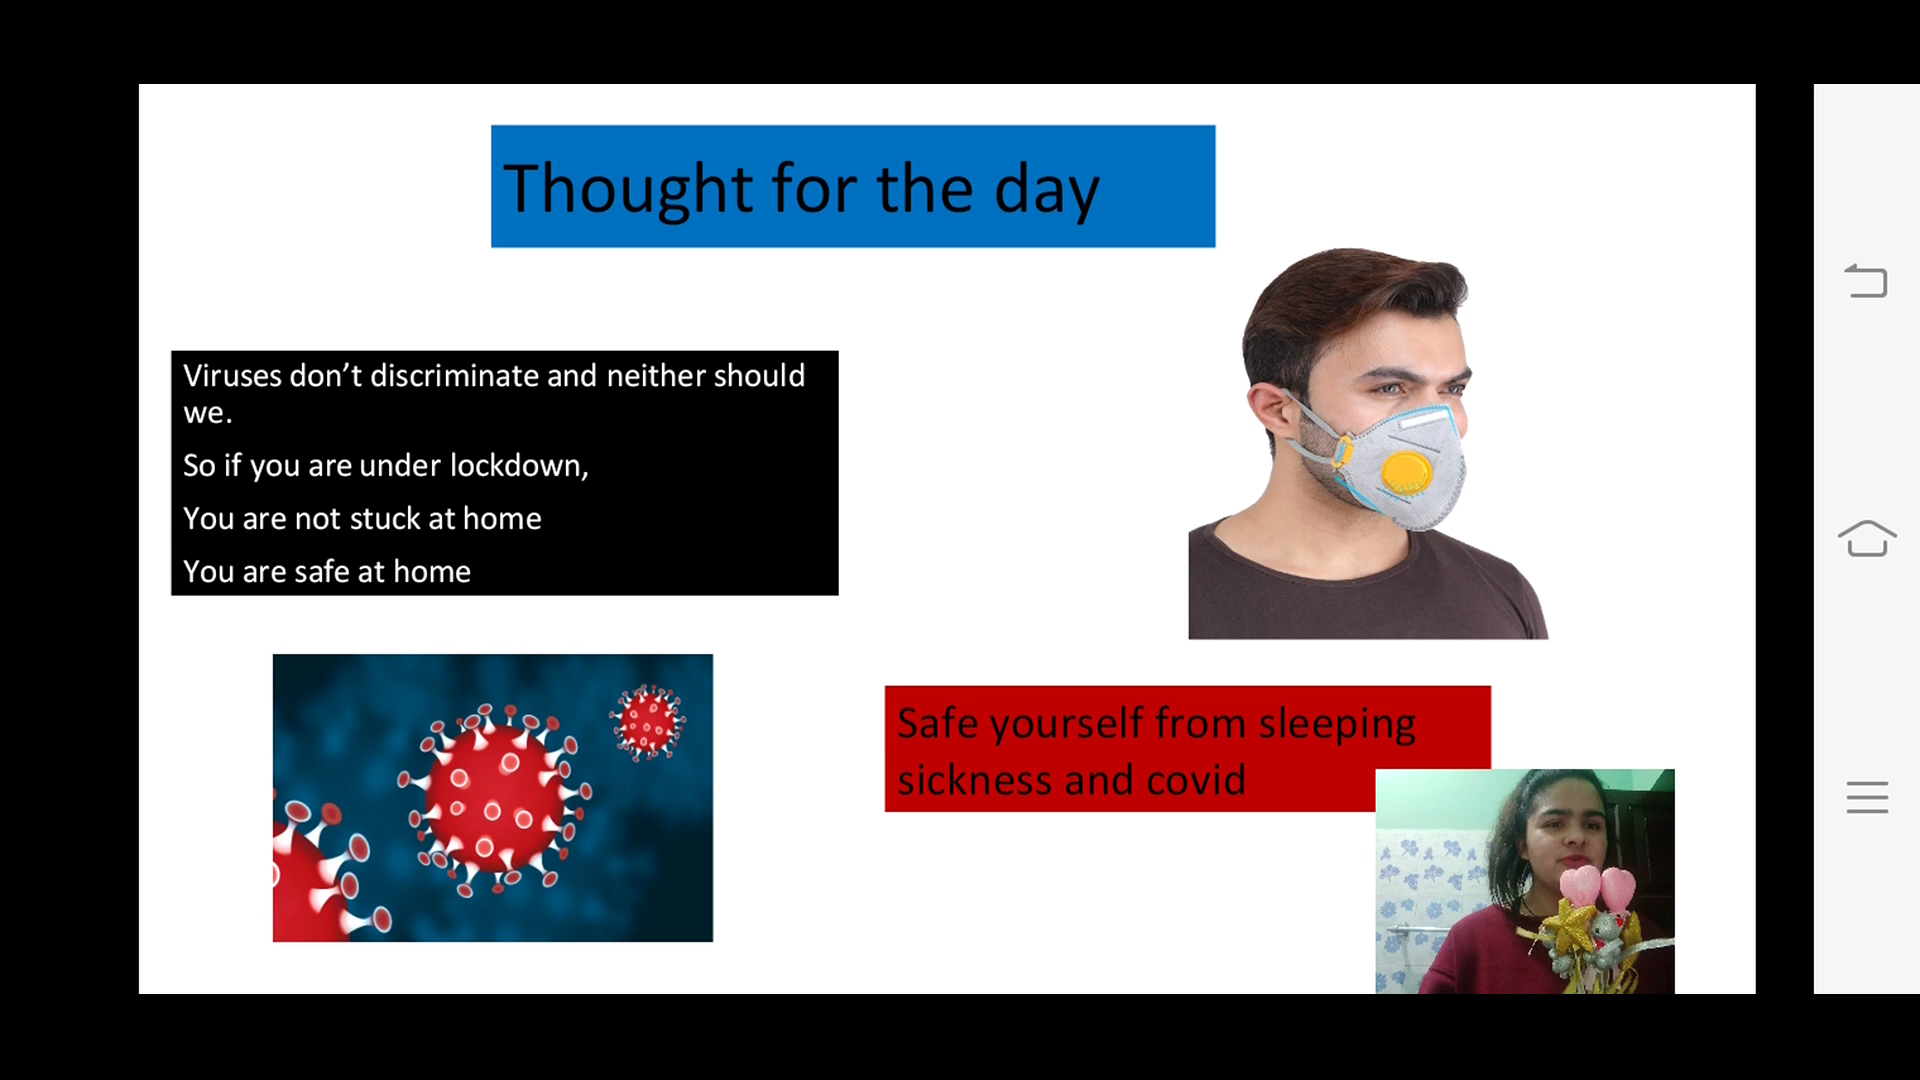 Thought for the day
Viruses don’t discriminate and neither should
we.
So if you are under lockdown,
You are not stuck at home
You are safe at home
Safe yourself from sleeping
sickness and covid